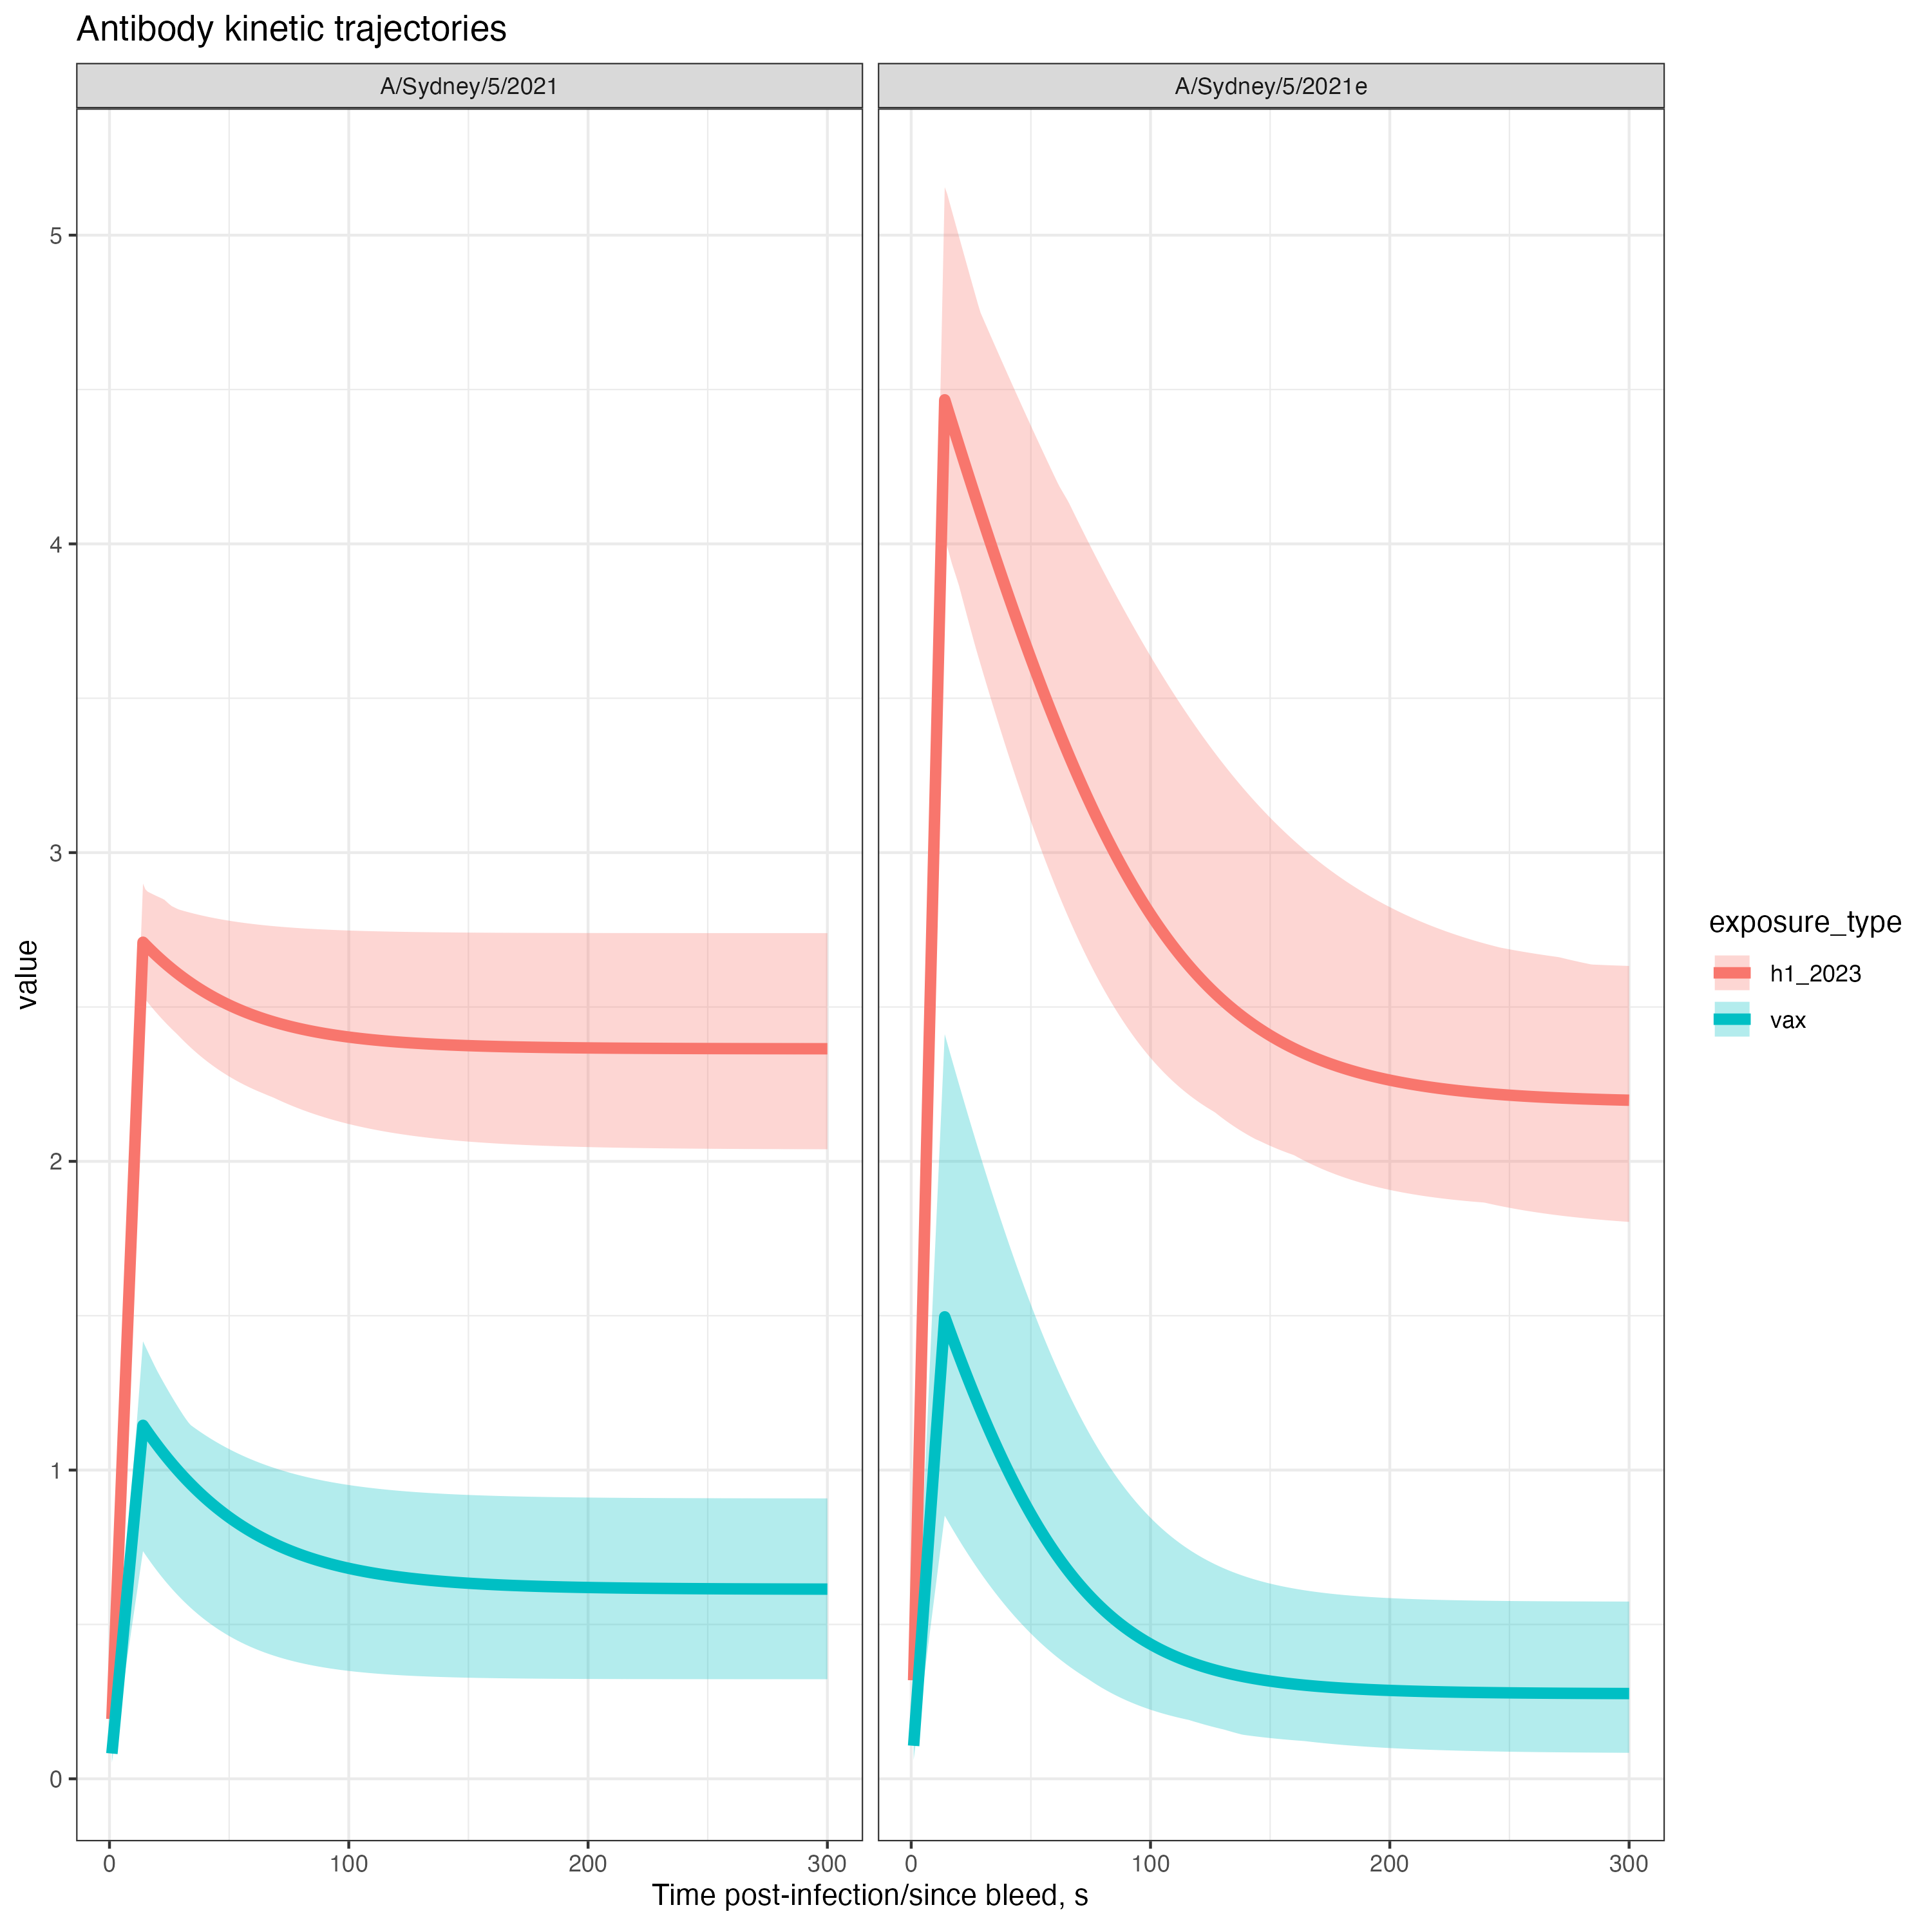 Antibody kinetic trajectories
A/Sydney/5/2021
A/Sydney/5/2021e
5
4
3
2
1
0
value
0
100
200
300
0
100
200
300
Time post-infection/since bleed, s
exposure_type
h1_2023
vax